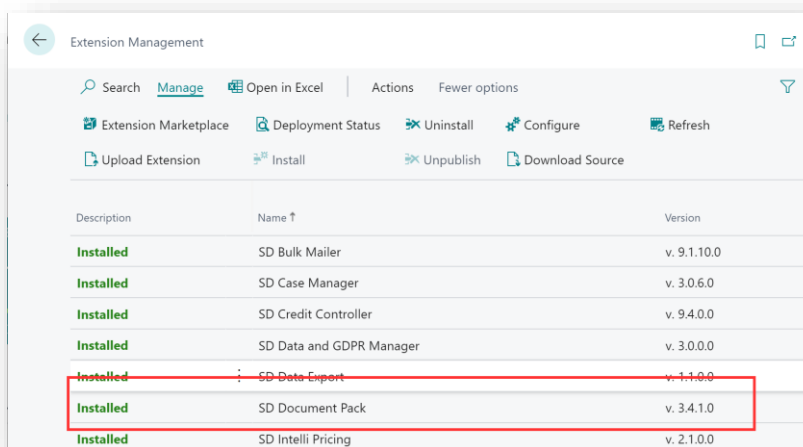 Extension Management
Search Manage Open in Excel Actions Fewer options
Extension Marketplace Deployment Status Uninstall Configure Refresh
Upload Extension Install Unpublish Download Source
Description Name ↑ Version
Installed SD Bulk Mailer v. 9.1.10.0
Installed SD Case Manager v. 3.0.6.0
Installed SD Credit Controller v. 9.4.0.0
Installed SD Data and GDPR Manager v. 3.0.0.0
Installed SD Data Export v. 1.1.0.0
Installed SD Document Pack v. 3.4.1.0
Installed SD Intelli Pricing v. 2.1.0.0